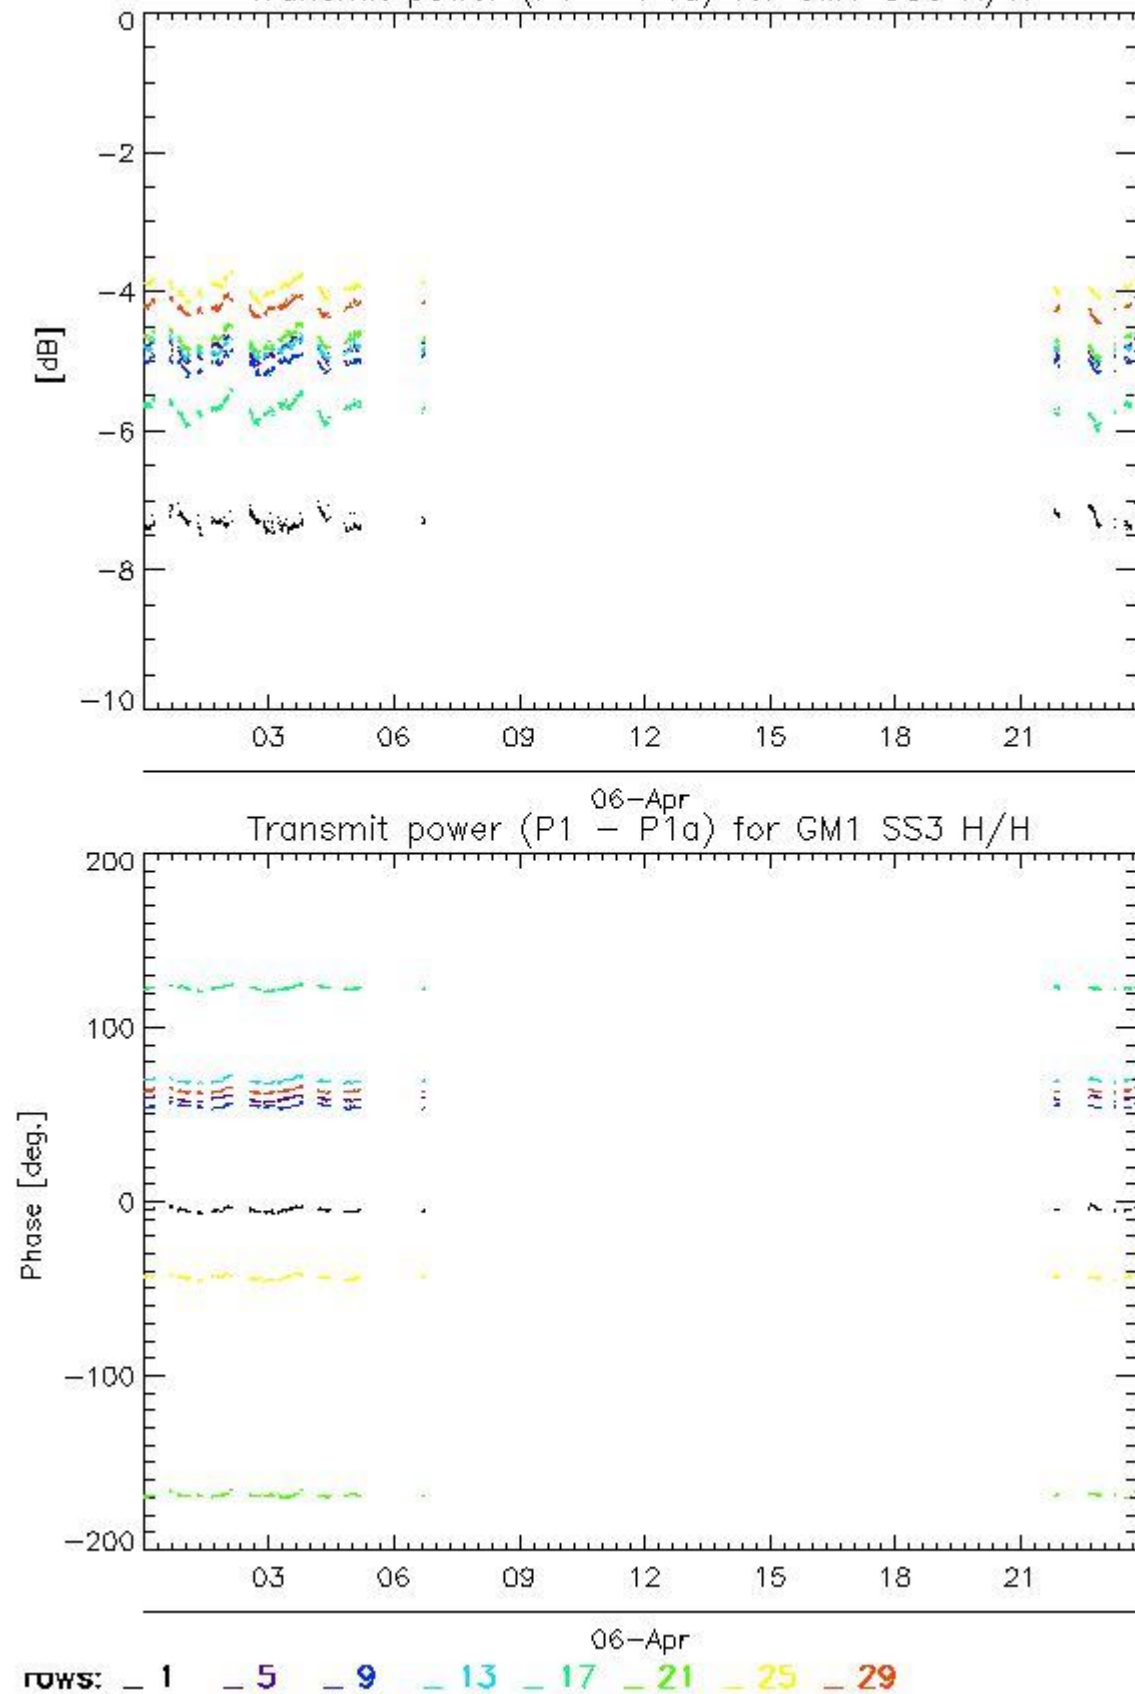 0
-2
-4
[dB]
-6
-8
-10
03 06 09 12 15 18 21
06-Apr
Transmit power (P1 - P1a) for GM1 SS3 H/H
200
100
0
Phase [deg.]
-100
-200
03 06 09 12 15 18 21
06-Apr
rows: _ 1 _ 5 _ 9 _ 13 _ 17 _ 21 _ 25 _ 29